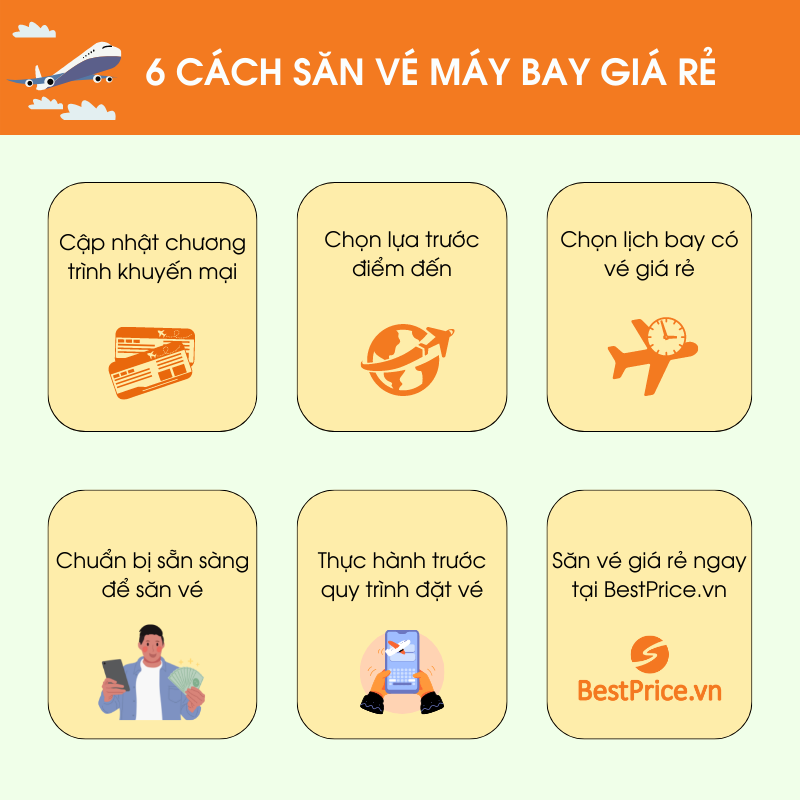 6 CÁCH SĂN VÉ MÁY BAY GIÁ RẺ
Cập nhật chương
trình khuyến mại
Chọn lựa trước
điểm đến
Chọn lịch bay có
vé giá rẻ
Chuẩn bị sẵn sàng
để săn vé
Thực hành trước
quy trình đặt vé
Săn vé giá rẻ ngay
tại BestPrice.vn
BestPrice.vn